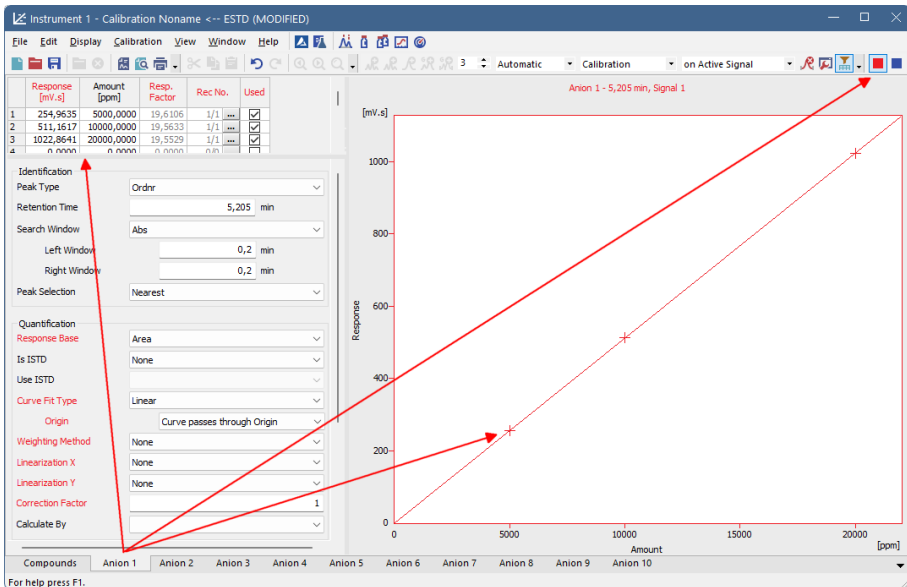 Instrument 1 - Calibration Noname <-- ESTD (MODIFIED)
File Edit Display Calibration View Window Help
3 Automatic Calibration on Active Signal
Response [mV.s] Amount [ppm] Resp. Factor Rec No. Used
1 254,9635 5000,0000 19,6106 1/1 ...
2 511,1617 10000,0000 19,5633 1/1 ...
3 1022,8641 20000,0000 19,5529 1/1 ...
4 0,0000 0,0000 0,0000 0/0
Identification
Peak Type Ordnr
Retention Time 5,205 min
Search Window Abs
Left Window 0,2 min
Right Window 0,2 min
Peak Selection Nearest
Quantification
Response Base Area
Is ISTD None
Use ISTD
Curve Fit Type Linear
Origin Curve passes through Origin
Weighting Method None
Linearization X None
Linearization Y None
Correction Factor 1
Calculate By
Anion 1 - 5,205 min, Signal 1
[mV.s]
1000
800
600
Response
400
200
0
0 5000 10000 15000 20000
Amount [ppm]
Compounds Anion 1 Anion 2 Anion 3 Anion 4 Anion 5 Anion 6 Anion 7 Anion 8 Anion 9 Anion 10
For help press F1.